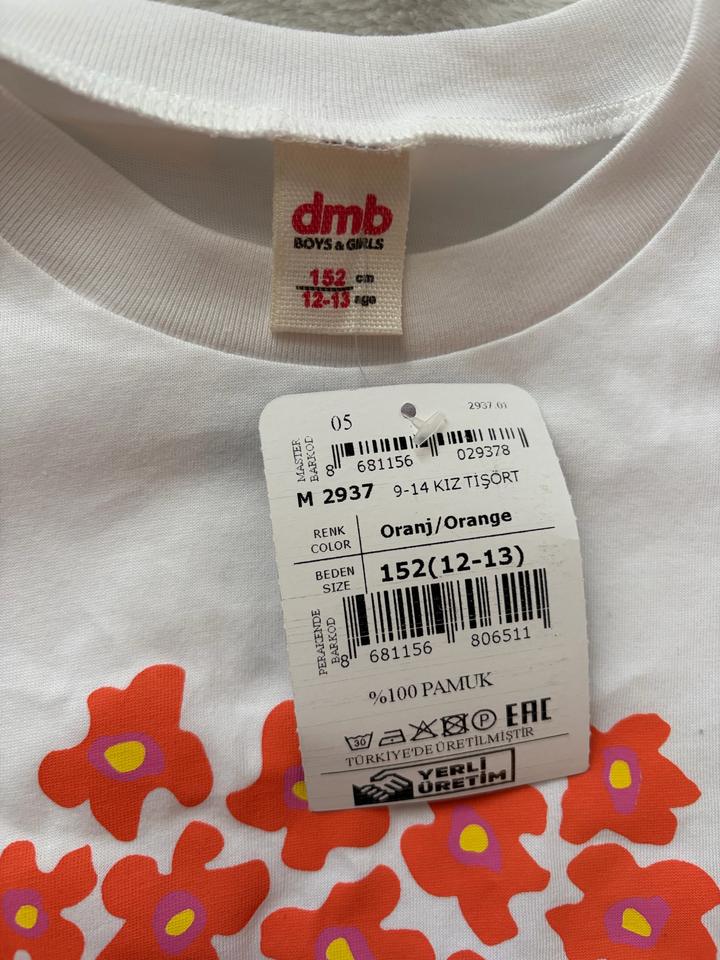 dmb
BOYS & GIRLS
152 cm
12-13 age
05
2937.01
MASTER
BARKOD
8 681156 029378
M 2937 9-14 KIZ TIŞÖRT
RENK
COLOR
Oranj/Orange
BEDEN
SIZE
152(12-13)
PERAKENDE
BARKOD
8 681156 806511
%100 PAMUK
30 P EAC
TÜRKİYE'DE ÜRETİLMİŞTİR
YERLİ
ÜRETİM